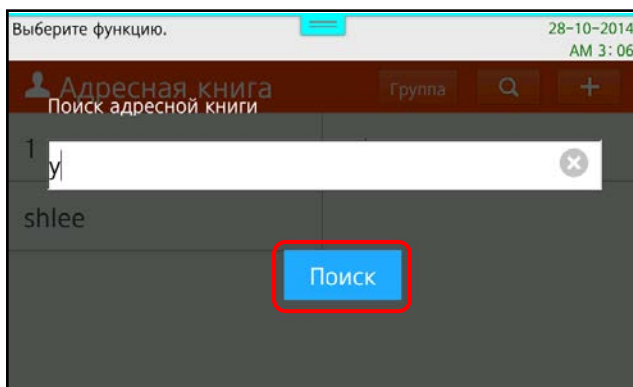 Выберите функцию.
28-10-2014
AM 3:06
Адресная книга
Группа
Поиск адресной книги
1
y
shlee
Поиск